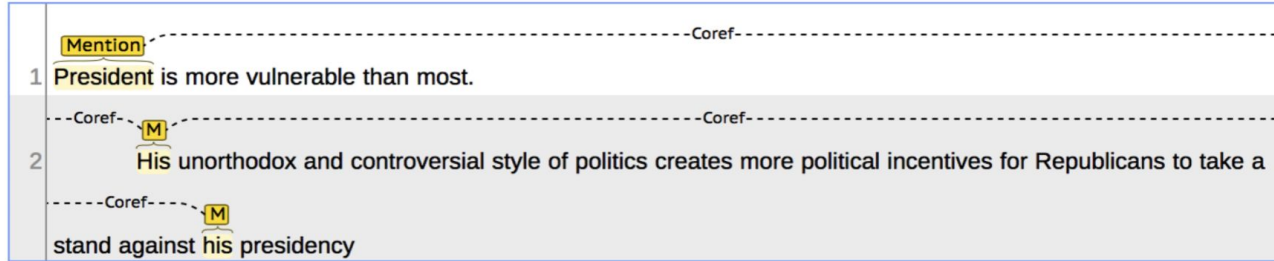 Coref
Mention
1 President is more vulnerable than most.
Coref M Coref
2 His unorthodox and controversial style of politics creates more political incentives for Republicans to take a
Coref M
stand against his presidency